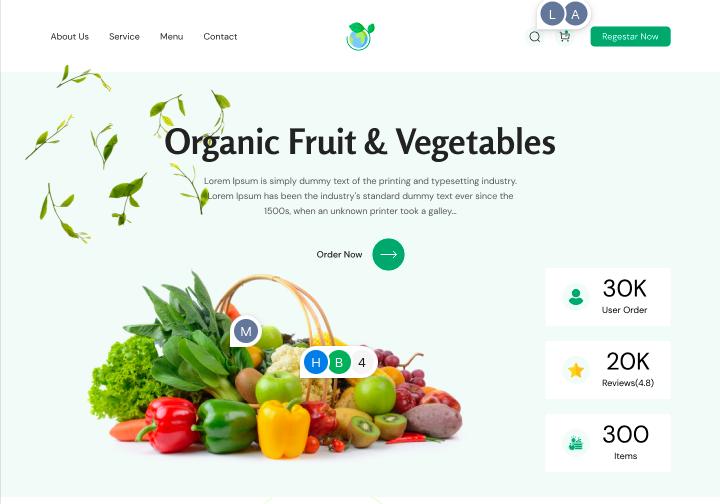 L A
About Us Service Menu Contact Regestar Now
Organic Fruit & Vegetables
Lorem Ipsum is simply dummy text of the printing and typesetting industry.
Lorem Ipsum has been the industry's standard dummy text ever since the
1500s, when an unknown printer took a galley...
Order Now
30K
User Order
M
H B 4
20K
Reviews(4.8)
300
Items